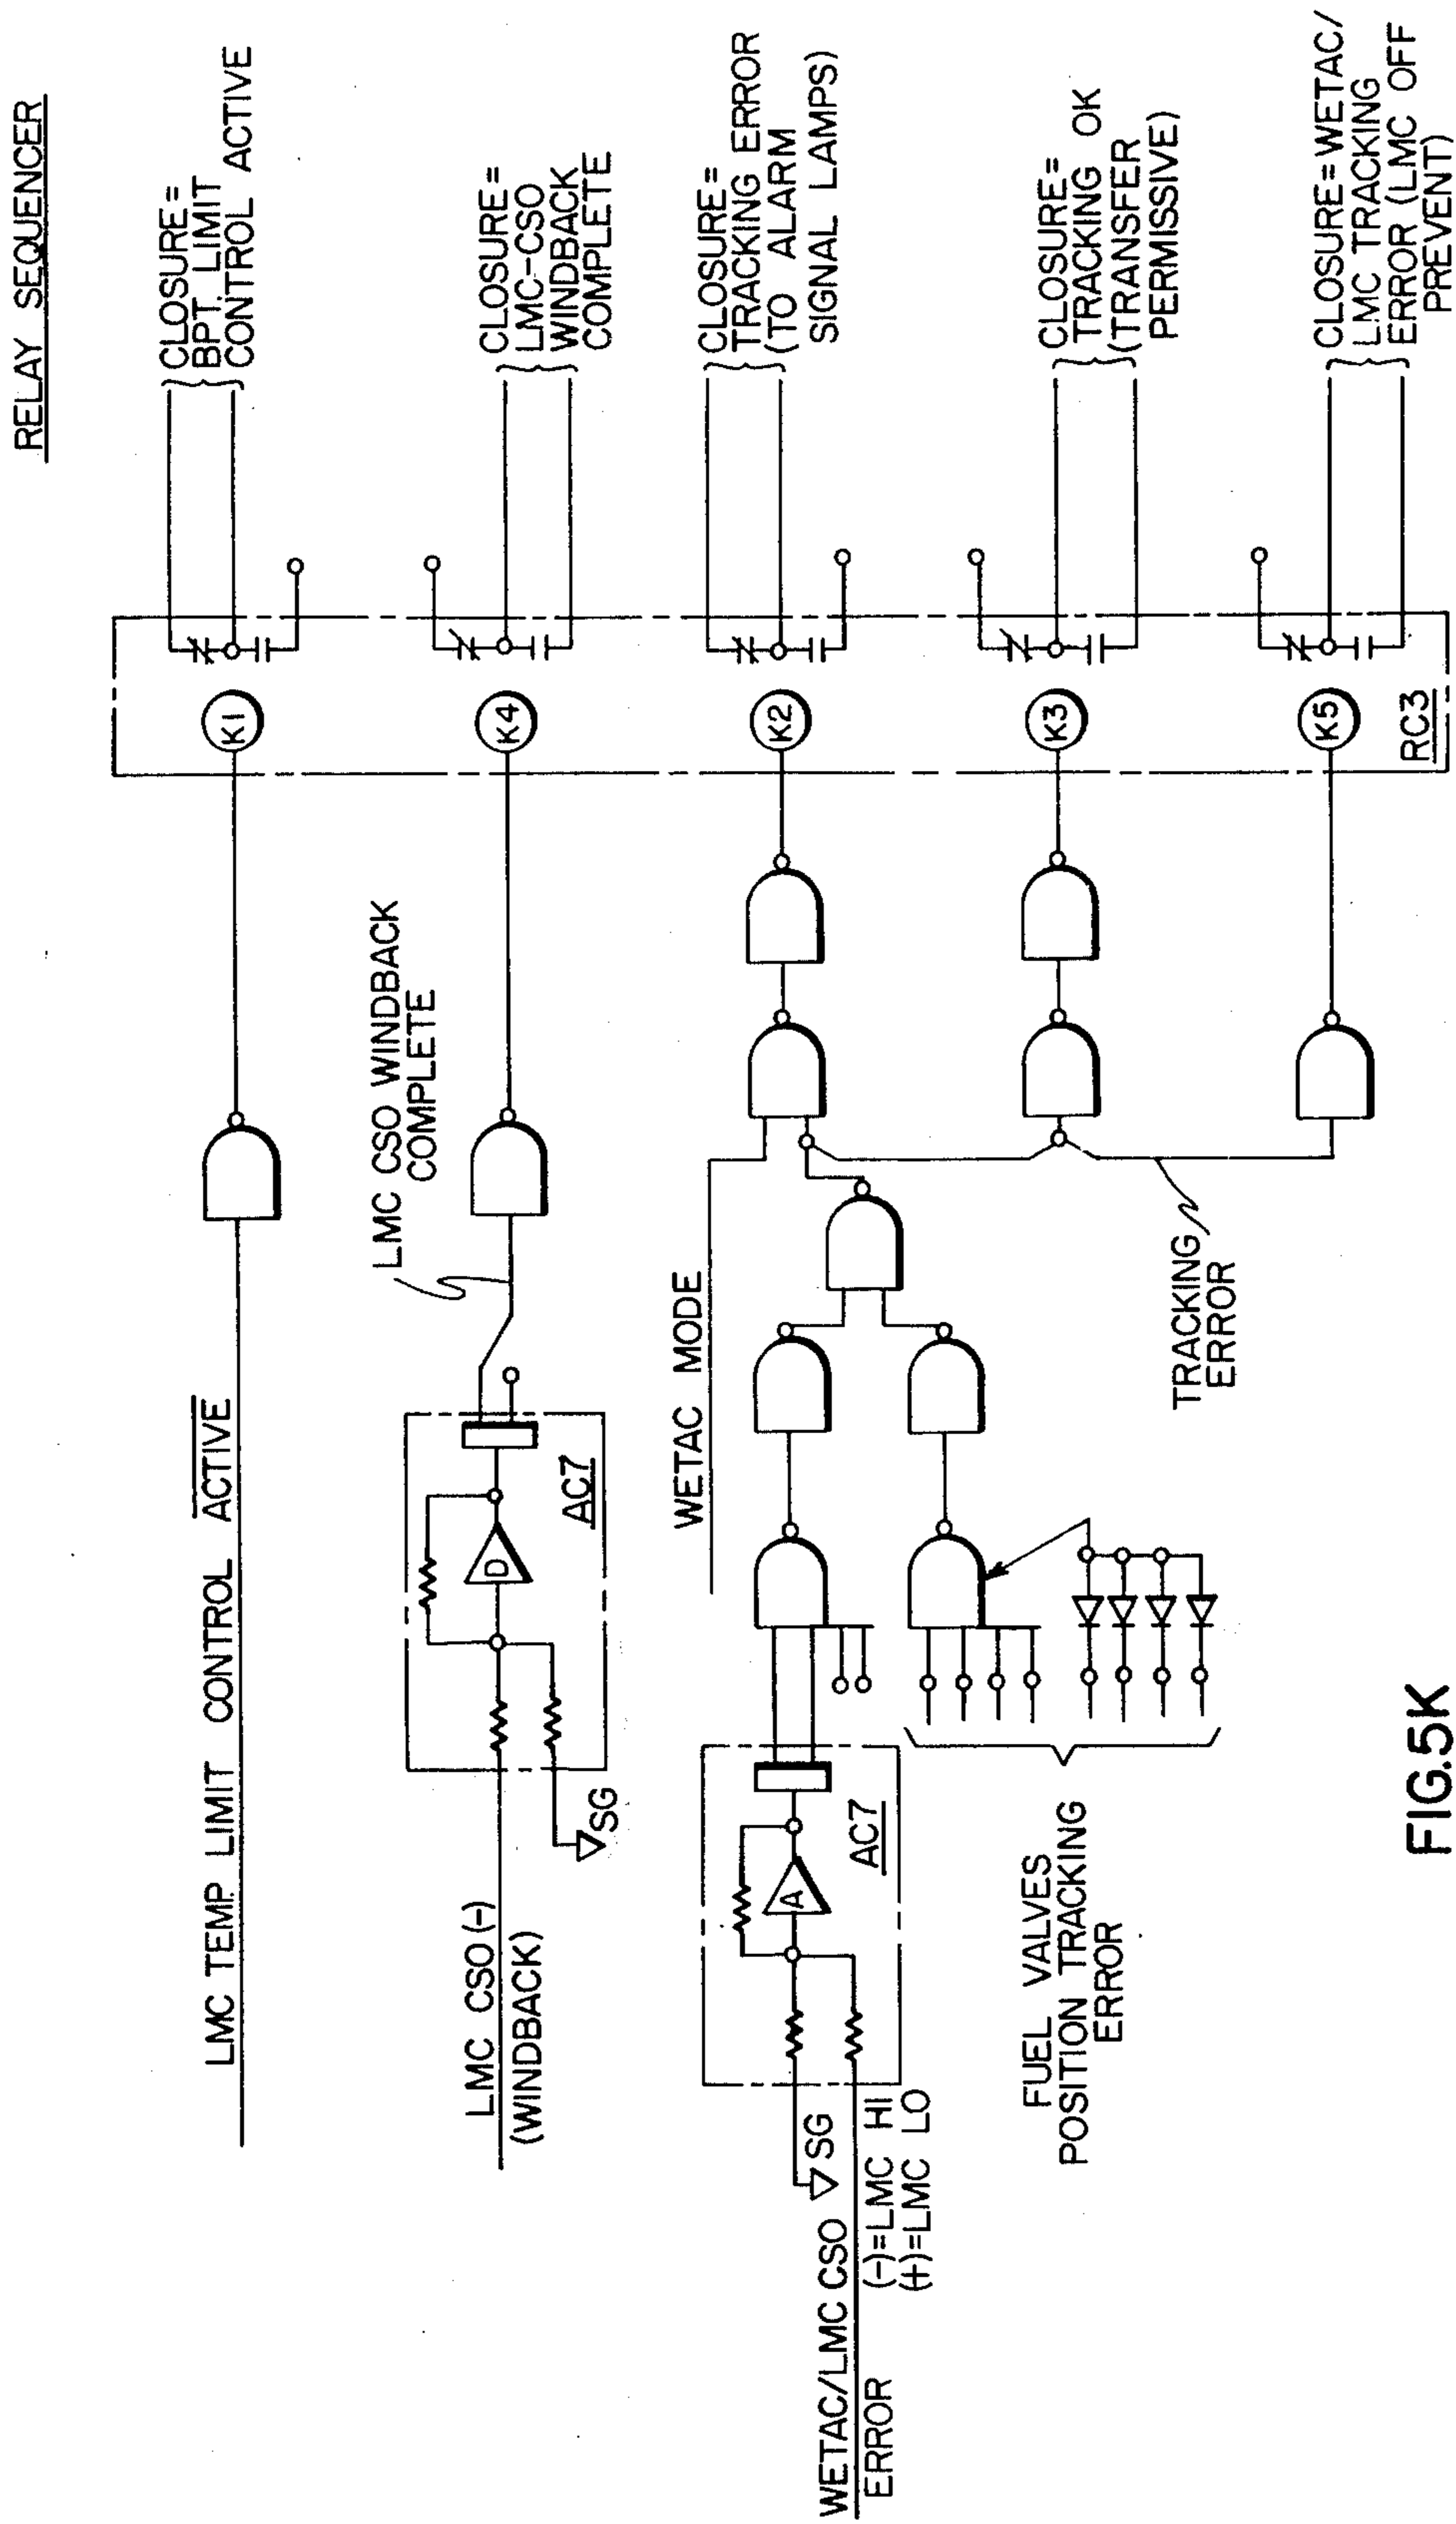 RELAY SEQUENCER
LMC TEMP. LIMIT CONTROL ACTIVE
K1
CLOSURE=
BPT. LIMIT
CONTROL ACTIVE
LMC CSO (-)
(WINDBACK)
SG
D
AC7
LMC CSO WINDBACK
COMPLETE
K4
CLOSURE=
LMC-CSO
WINDBACK
COMPLETE
WETAC MODE
WETAC/LMC CSO
ERROR
(-)=LMC HI
(+)=LMC LO
SG
A
AC7
K2
CLOSURE=
TRACKING ERROR
(TO ALARM
SIGNAL LAMPS)
FUEL VALVES
POSITION TRACKING
ERROR
K3
CLOSURE=
TRACKING OK
(TRANSFER
PERMISSIVE)
TRACKING
ERROR
K5
CLOSURE=WETAC/
LMC TRACKING
ERROR (LMC OFF
PREVENT)
RC3
FIG.5K